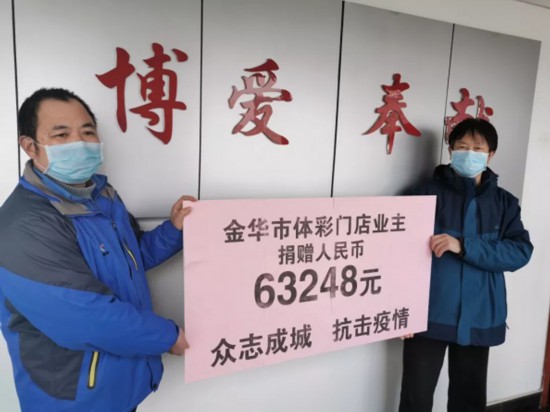 博爱奉献
金华市体彩门店业主
捐赠人民币
63248元
众志成城 抗击疫情